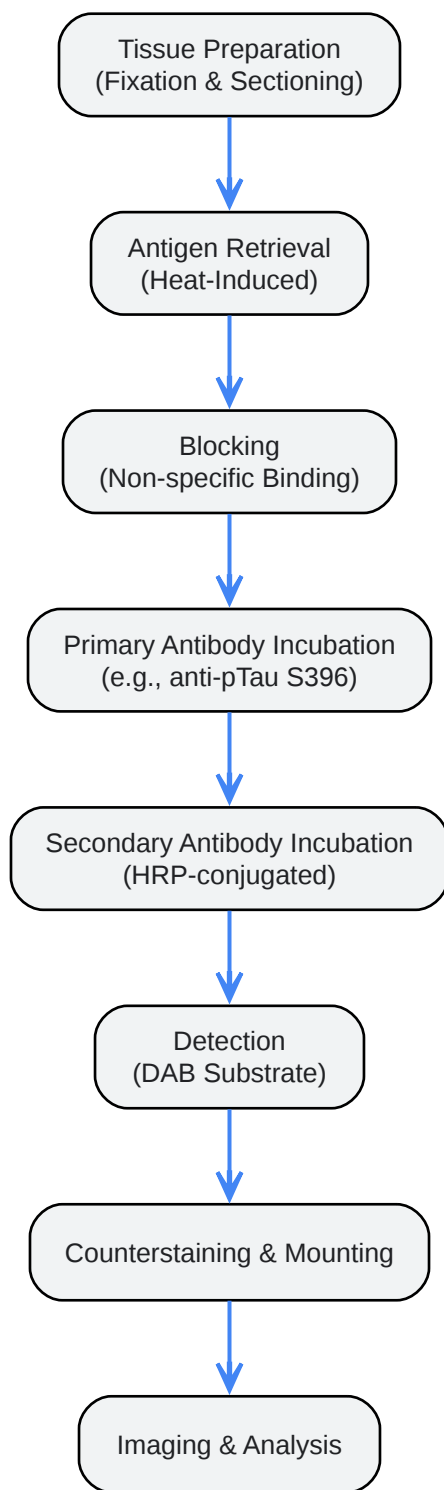 Tissue Preparation
(Fixation & Sectioning)
Antigen Retrieval
(Heat-Induced)
Blocking
(Non-specific Binding)
Primary Antibody Incubation
(e.g., anti-pTau S396)
Secondary Antibody Incubation
(HRP-conjugated)
Detection
(DAB Substrate)
Counterstaining & Mounting
Imaging & Analysis